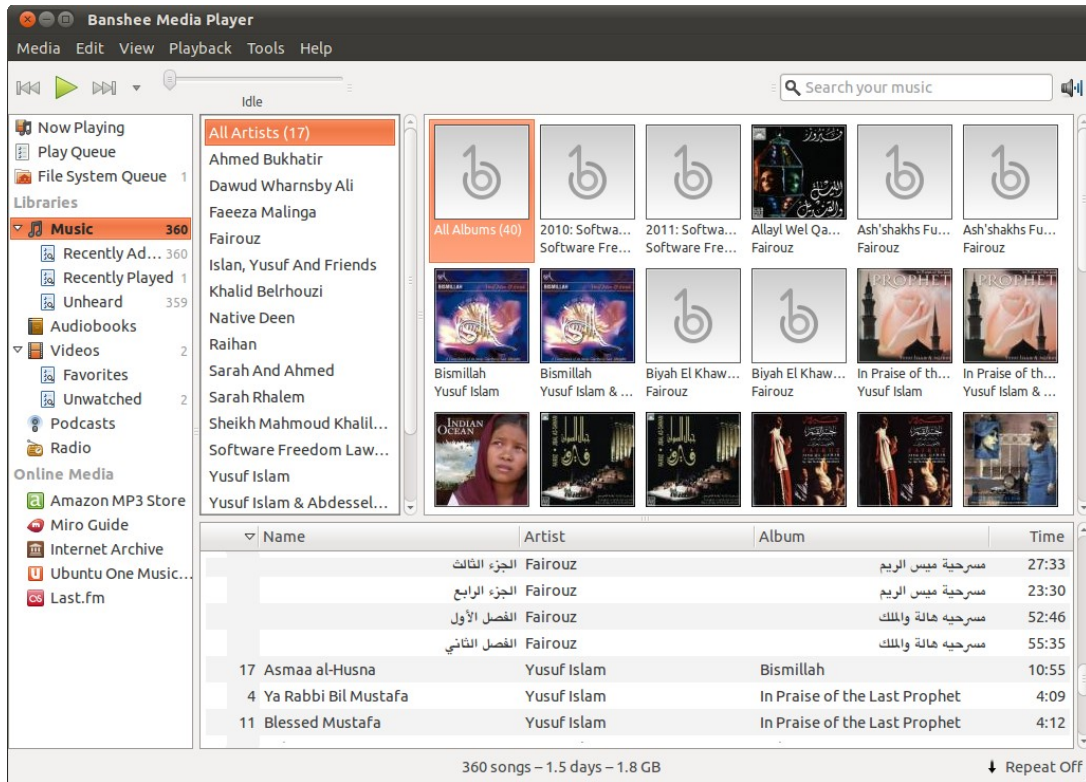 Banshee Media Player
Media Edit View Playback Tools Help
Idle
Search your music
Now Playing
Play Queue
File System Queue 1
Libraries
Music 360
Recently Ad... 360
Recently Played 1
Unheard 359
Audiobooks
Videos 2
Favorites
Unwatched 2
Podcasts
Radio
Online Media
Amazon MP3 Store
Miro Guide
Internet Archive
Ubuntu One Music...
Last.fm
All Artists (17)
Ahmed Bukhatir
Dawud Wharnsby Ali
Faeeza Malinga
Fairouz
Islan, Yusuf And Friends
Khalid Belrhouzi
Native Deen
Raihan
Sarah And Ahmed
Sarah Rhalem
Sheikh Mahmoud Khalil...
Software Freedom Law...
Yusuf Islam
Yusuf Islam & Abdessel...
All Albums (40)
2010: Softwa...
Software Fre...
2011: Softwa...
Software Fre...
فيروز
الليل
والقنديل
Allayl Wel Qa...
Fairouz
Ash'shakhs Fu...
Fairouz
Ash'shakhs Fu...
Fairouz
BISMILLAH
Bismillah
Yusuf Islam
BISMILLAH
Bismillah
Yusuf Islam & ...
Biyah El Khaw...
Fairouz
Biyah El Khaw...
Fairouz
PROPHET
In Praise of th...
Yusuf Islam
PROPHET
In Praise of th...
Yusuf Islam & ...
INDIAN
OCEAN
Name Artist Album Time
الجزء الثالث Fairouz مسرحية ميس الريم 27:33
الجزء الرابع Fairouz مسرحية ميس الريم 23:30
الفصل الأول Fairouz مسرحيه هالة والملك 52:46
الفصل الثاني Fairouz مسرحيه هالة والملك 55:35
17 Asmaa al-Husna Yusuf Islam Bismillah 10:55
4 Ya Rabbi Bil Mustafa Yusuf Islam In Praise of the Last Prophet 4:09
11 Blessed Mustafa Yusuf Islam In Praise of the Last Prophet 4:12
360 songs – 1.5 days – 1.8 GB
Repeat Off